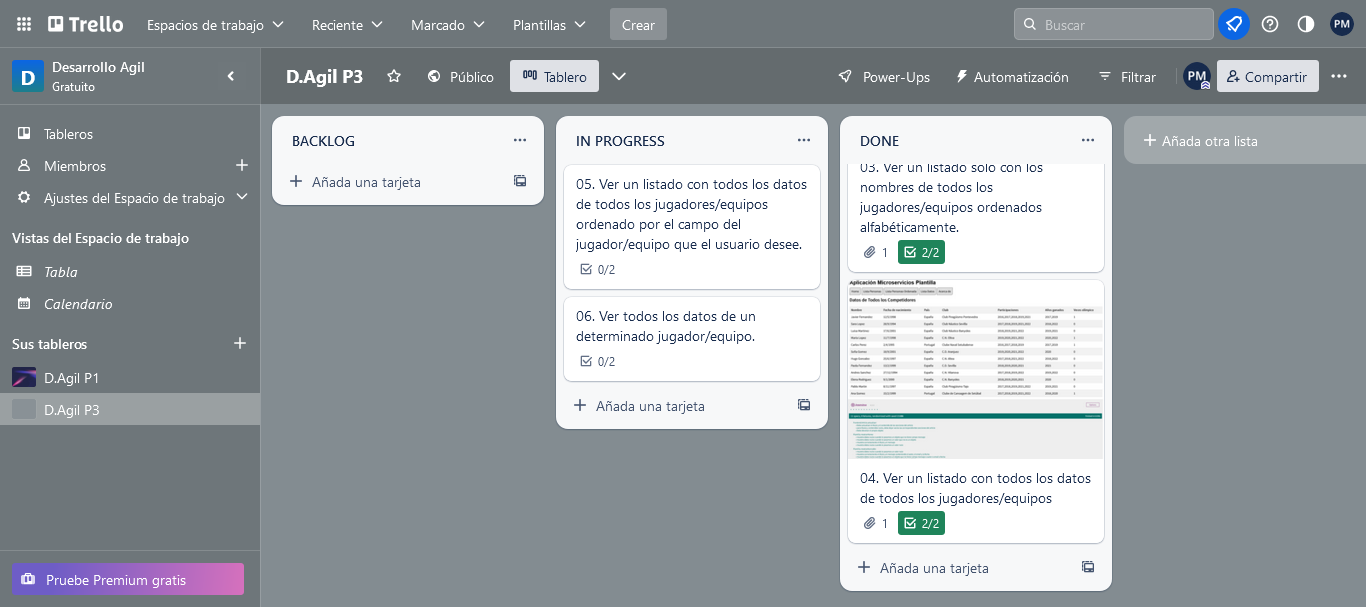 Trello
Espacios de trabajo
Reciente
Marcado
Plantillas
Crear
Buscar
PM
D
Desarrollo Agil
Gratuito
D.Agil P3
Público
Tablero
Power-Ups
Automatización
Filtrar
PM
Compartir
Tableros
Miembros
Ajustes del Espacio de trabajo
Vistas del Espacio de trabajo
Tabla
Calendario
Sus tableros
D.Agil P1
D.Agil P3
Pruebe Premium gratis
BACKLOG
Añada una tarjeta
IN PROGRESS
05. Ver un listado con todos los datos
de todos los jugadores/equipos
ordenado por el campo del
jugador/equipo que el usuario desee.
0/2
06. Ver todos los datos de un
determinado jugador/equipo.
0/2
Añada una tarjeta
DONE
03. Ver un listado solo con los
nombres de todos los
jugadores/equipos ordenados
alfabéticamente.
1
2/2
Aplicación Microservicios Plantilla
Datos de Todos los Competidores
04. Ver un listado con todos los datos
de todos los jugadores/equipos
1
2/2
Añada una tarjeta
Añada otra lista